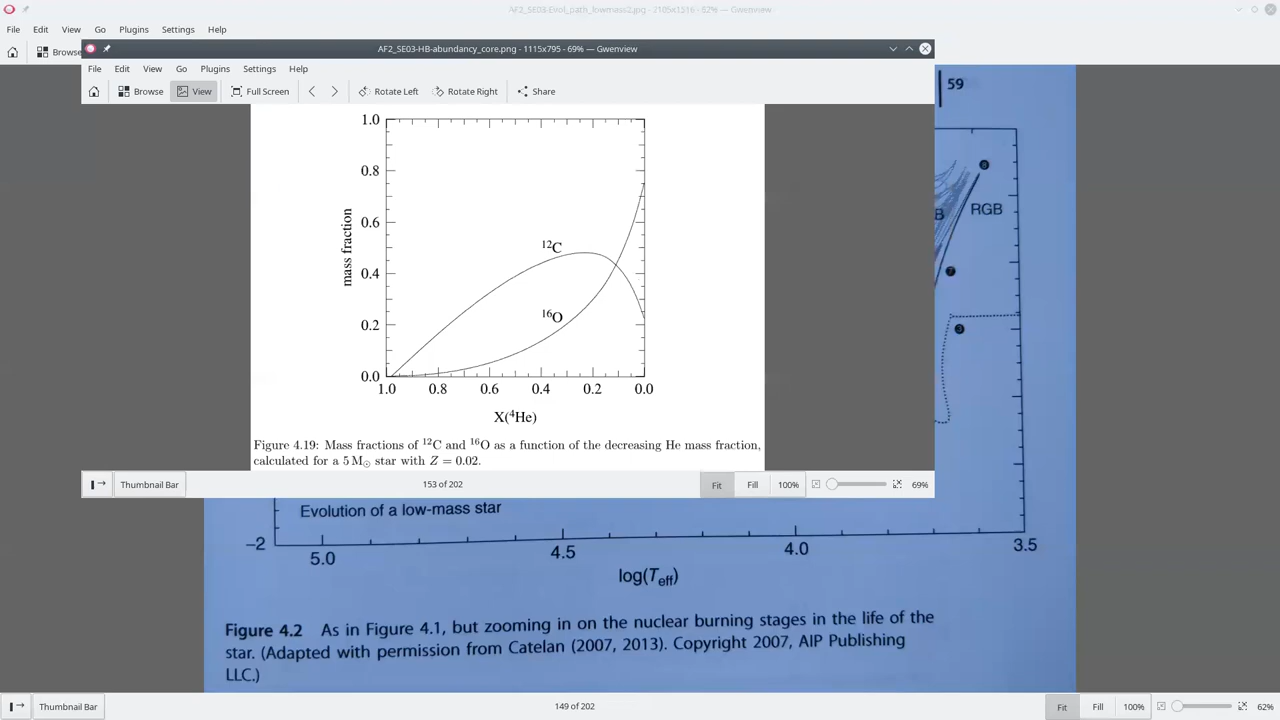 AF2_SE03-Evol_path_lowmass2.jpg - 2105x1516 - 62% — Gwenview
File Edit View Go Plugins Settings Help
Browse
AF2_SE03-HB-abundancy_core.png - 1115x795 - 69% — Gwenview
File Edit View Go Plugins Settings Help
Browse View Full Screen Rotate Left Rotate Right Share
59
1.0
0.8
0.6
0.4
0.2
0.0
mass fraction
12C
16O
1.0 0.8 0.6 0.4 0.2 0.0
X(4He)
Figure 4.19: Mass fractions of 12C and 16O as a function of the decreasing He mass fraction,
calculated for a 5 M⊙ star with Z = 0.02.
8
B RGB
7
3
Thumbnail Bar 153 of 202 Fit Fill 100% 69%
Evolution of a low-mass star
−2
5.0 4.5 4.0 3.5
log(Teff)
Figure 4.2 As in Figure 4.1, but zooming in on the nuclear burning stages in the life of the
star. (Adapted with permission from Catelan (2007, 2013). Copyright 2007, AIP Publishing
LLC.)
Thumbnail Bar 149 of 202 Fit Fill 100% 62%